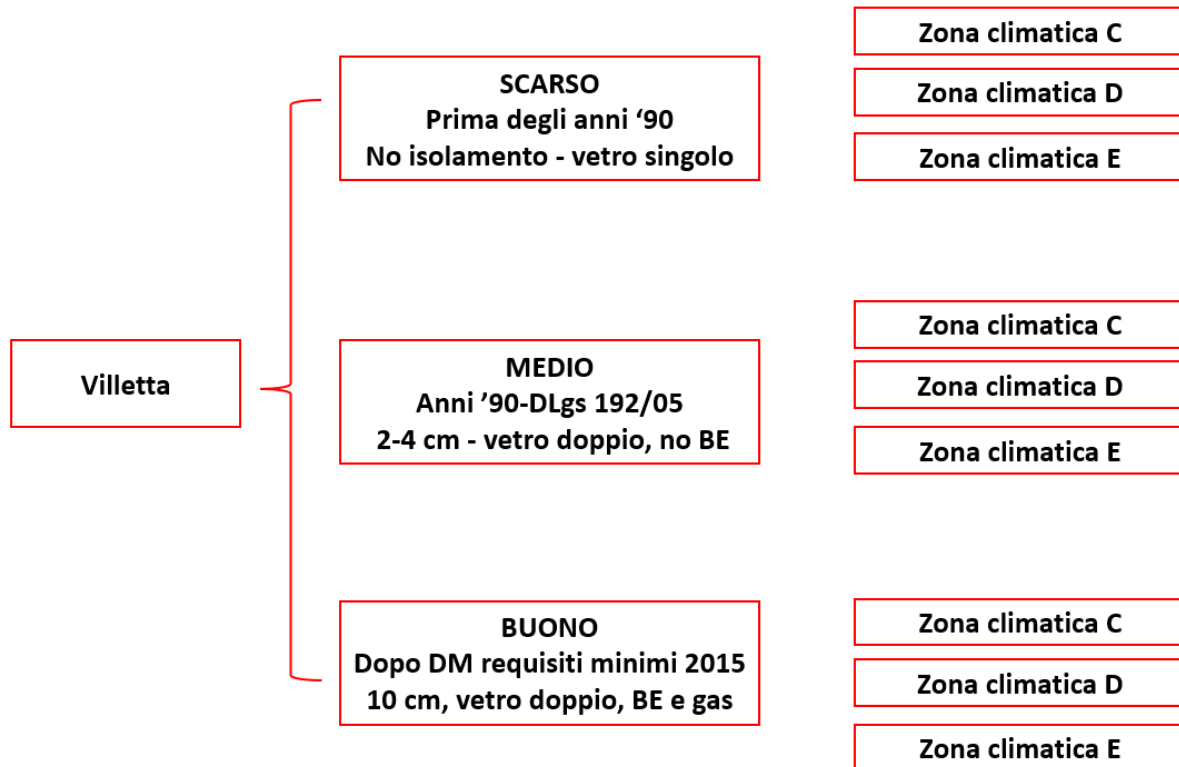 Villetta
SCARSO
Prima degli anni ‘90
No isolamento - vetro singolo
Zona climatica C
Zona climatica D
Zona climatica E
MEDIO
Anni ’90-DLgs 192/05
2-4 cm - vetro doppio, no BE
Zona climatica C
Zona climatica D
Zona climatica E
BUONO
Dopo DM requisiti minimi 2015
10 cm, vetro doppio, BE e gas
Zona climatica C
Zona climatica D
Zona climatica E